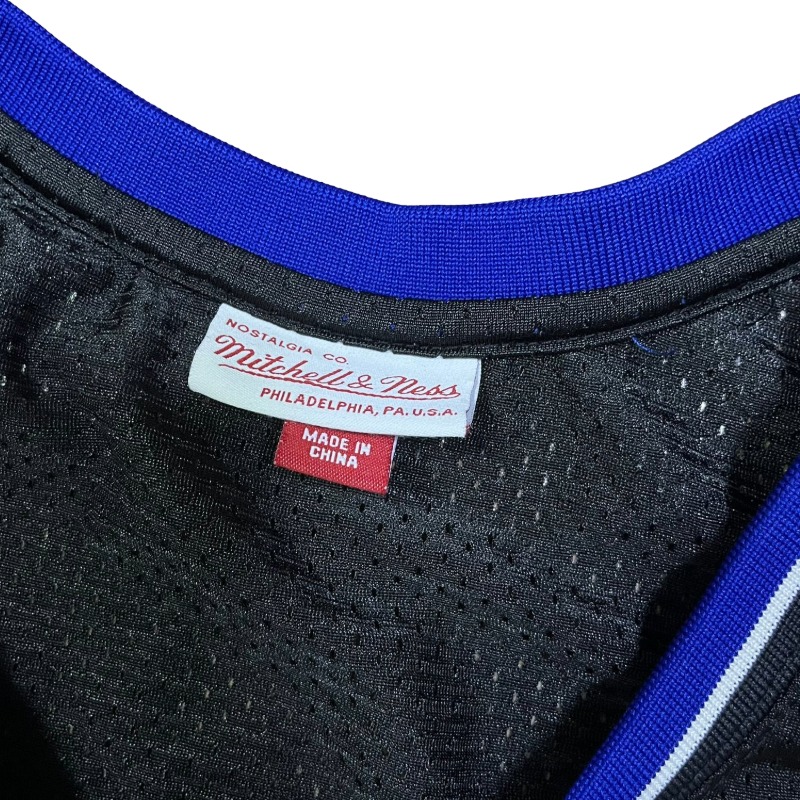 NOSTALGIA CO.
Mitchell & Ness
PHILADELPHIA, PA. U.S.A.
MADE IN
CHINA